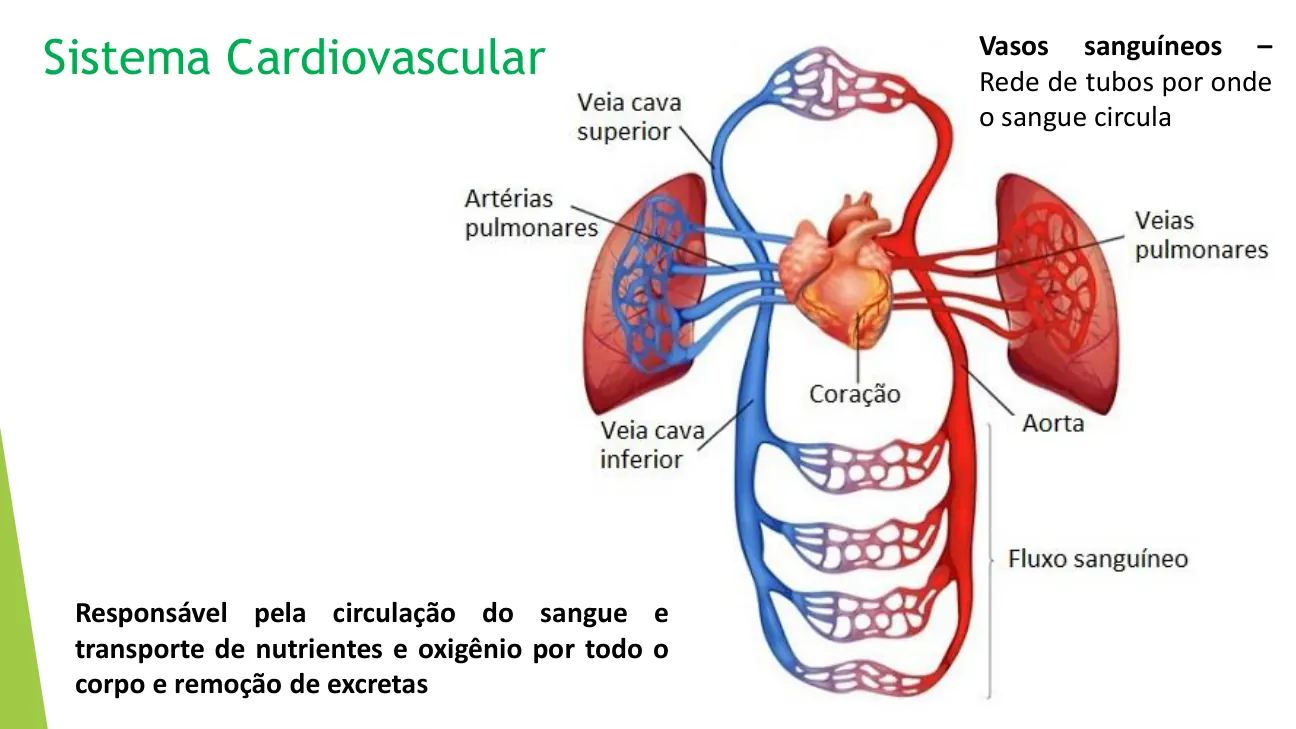 Sistema Cardiovascular
Vasos sanguíneos –
Rede de tubos por onde
o sangue circula
Veia cava
superior
Artérias
pulmonares
Veias
pulmonares
Coração
Aorta
Veia cava
inferior
Fluxo sanguíneo
Responsável pela circulação do sangue e
transporte de nutrientes e oxigênio por todo o
corpo e remoção de excretas